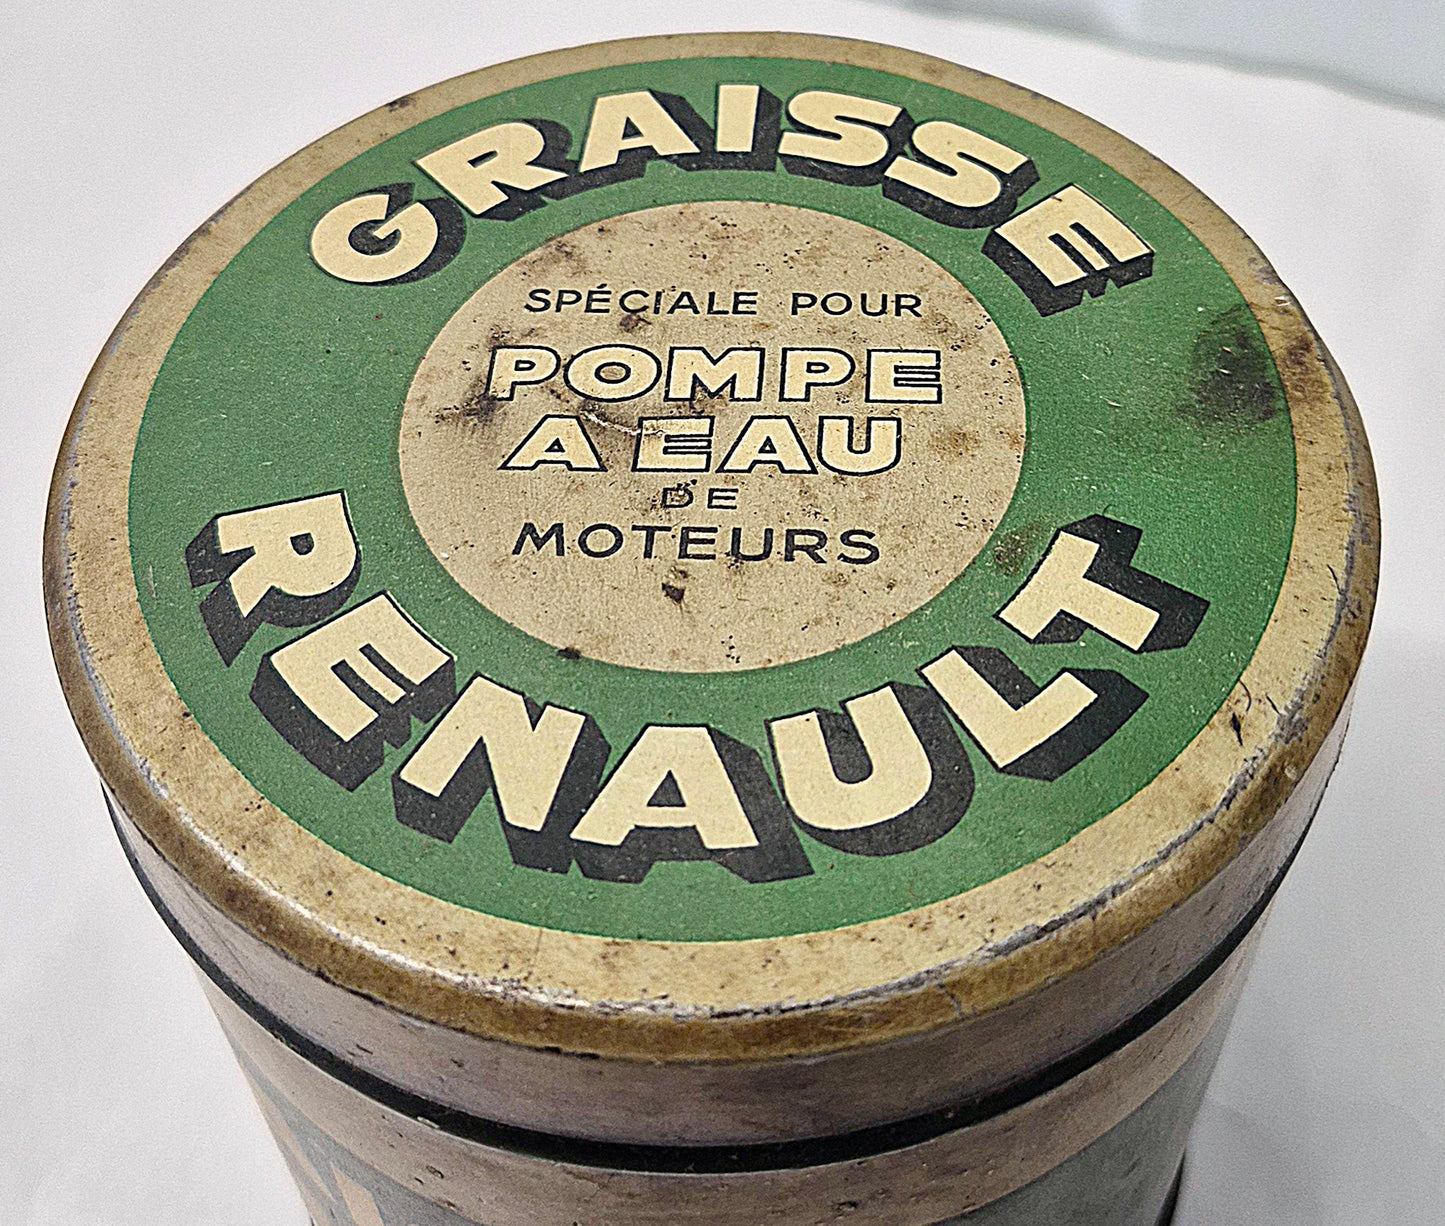 GRAISSE
SPÉCIALE POUR
POMPE
A EAU
DE
MOTEURS
RENAULT